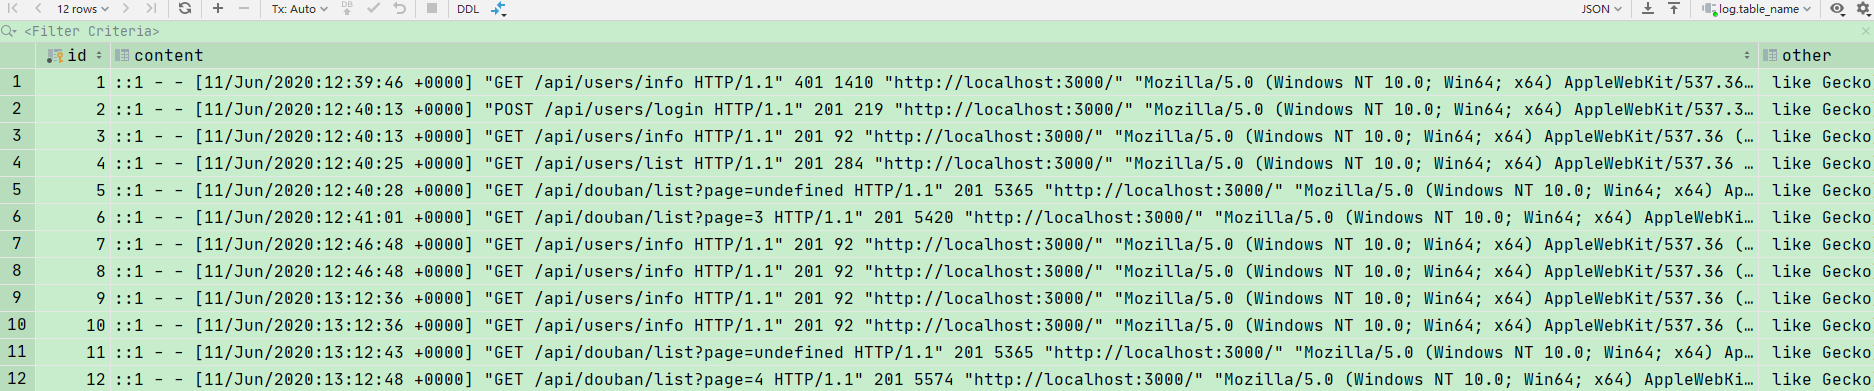 12 rows Tx: Auto DB DDL JSON log.table_name
<Filter Criteria>
id content other
1 1 ::1 - - [11/Jun/2020:12:39:46 +0000] "GET /api/users/info HTTP/1.1" 401 1410 "http://localhost:3000/" "Mozilla/5.0 (Windows NT 10.0; Win64; x64) AppleWebKit/537.36… like Gecko
2 2 ::1 - - [11/Jun/2020:12:40:13 +0000] "POST /api/users/login HTTP/1.1" 201 219 "http://localhost:3000/" "Mozilla/5.0 (Windows NT 10.0; Win64; x64) AppleWebKit/537.3… like Gecko
3 3 ::1 - - [11/Jun/2020:12:40:13 +0000] "GET /api/users/info HTTP/1.1" 201 92 "http://localhost:3000/" "Mozilla/5.0 (Windows NT 10.0; Win64; x64) AppleWebKit/537.36 (… like Gecko
4 4 ::1 - - [11/Jun/2020:12:40:25 +0000] "GET /api/users/list HTTP/1.1" 201 284 "http://localhost:3000/" "Mozilla/5.0 (Windows NT 10.0; Win64; x64) AppleWebKit/537.36 … like Gecko
5 5 ::1 - - [11/Jun/2020:12:40:28 +0000] "GET /api/douban/list?page=undefined HTTP/1.1" 201 5365 "http://localhost:3000/" "Mozilla/5.0 (Windows NT 10.0; Win64; x64) Ap… like Gecko
6 6 ::1 - - [11/Jun/2020:12:41:01 +0000] "GET /api/douban/list?page=3 HTTP/1.1" 201 5420 "http://localhost:3000/" "Mozilla/5.0 (Windows NT 10.0; Win64; x64) AppleWebKi… like Gecko
7 7 ::1 - - [11/Jun/2020:12:46:48 +0000] "GET /api/users/info HTTP/1.1" 201 92 "http://localhost:3000/" "Mozilla/5.0 (Windows NT 10.0; Win64; x64) AppleWebKit/537.36 (… like Gecko
8 8 ::1 - - [11/Jun/2020:12:46:48 +0000] "GET /api/users/info HTTP/1.1" 201 92 "http://localhost:3000/" "Mozilla/5.0 (Windows NT 10.0; Win64; x64) AppleWebKit/537.36 (… like Gecko
9 9 ::1 - - [11/Jun/2020:13:12:36 +0000] "GET /api/users/info HTTP/1.1" 201 92 "http://localhost:3000/" "Mozilla/5.0 (Windows NT 10.0; Win64; x64) AppleWebKit/537.36 (… like Gecko
10 10 ::1 - - [11/Jun/2020:13:12:36 +0000] "GET /api/users/info HTTP/1.1" 201 92 "http://localhost:3000/" "Mozilla/5.0 (Windows NT 10.0; Win64; x64) AppleWebKit/537.36 (… like Gecko
11 11 ::1 - - [11/Jun/2020:13:12:43 +0000] "GET /api/douban/list?page=undefined HTTP/1.1" 201 5365 "http://localhost:3000/" "Mozilla/5.0 (Windows NT 10.0; Win64; x64) Ap… like Gecko
12 12 ::1 - - [11/Jun/2020:13:12:48 +0000] "GET /api/douban/list?page=4 HTTP/1.1" 201 5574 "http://localhost:3000/" "Mozilla/5.0 (Windows NT 10.0; Win64; x64) AppleWebKi… like Gecko